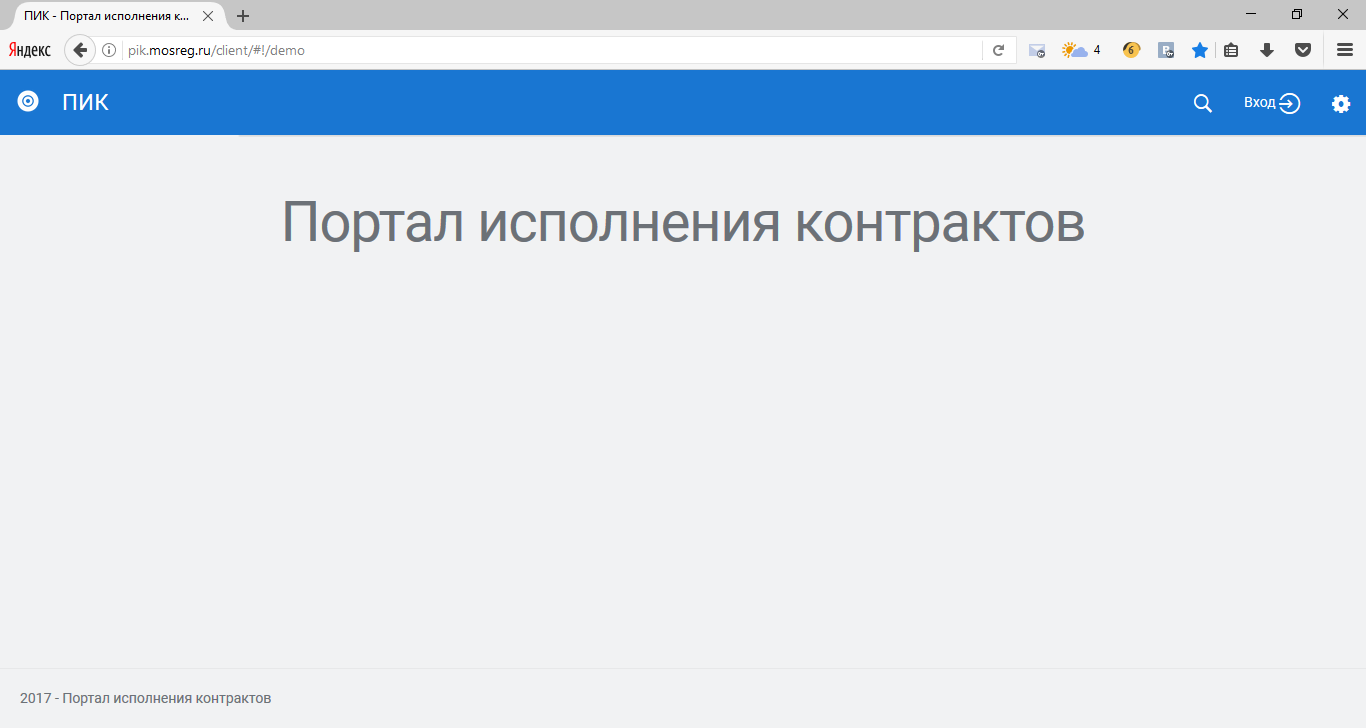 ПИК - Портал исполнения к...
Яндекс
pik.mosreg.ru/client/#!/demo
4
6
ПИК
Вход
Портал исполнения контрактов
2017 - Портал исполнения контрактов